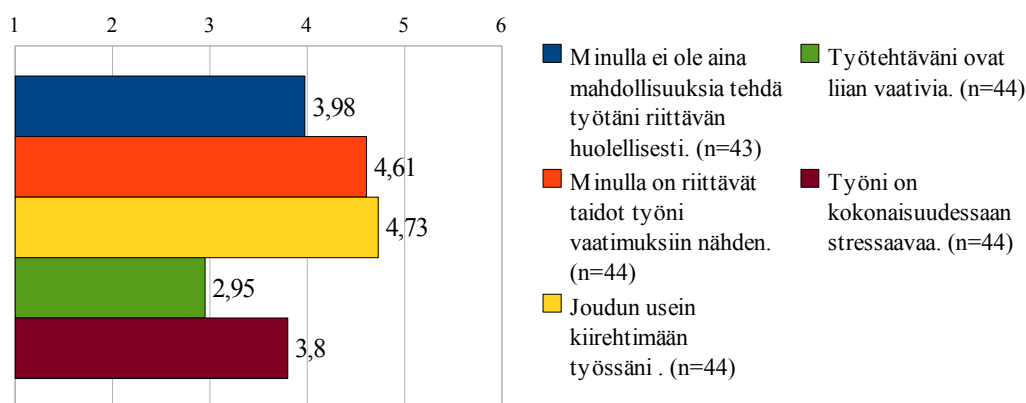 1 2 3 4 5 6
3,98
4,61
4,73
2,95
3,8
Minulla ei ole aina
mahdollisuuksia tehdä
työtäni riittävän
huolellisesti. (n=43)
Minulla on riittävät
taidot työni
vaatimuksiin nähden.
(n=44)
Joudun usein
kiirehtimään
työssäni . (n=44)
Työtehtäväni ovat
liian vaativia. (n=44)
Työni on
kokonaisuudessaan
stressaavaa. (n=44)